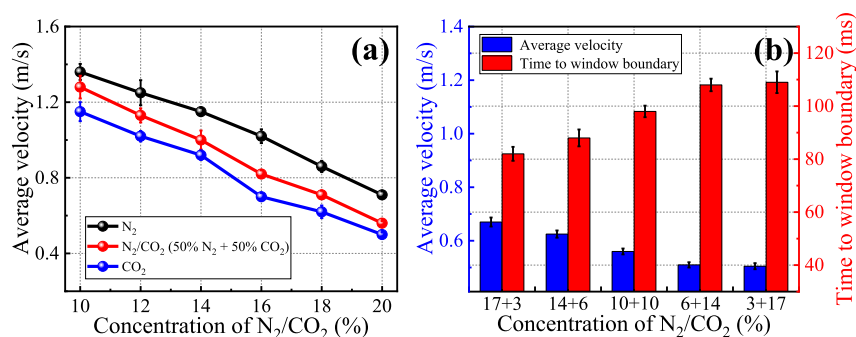 (a)
Average velocity (m/s)
1.6
1.2
0.8
0.4
N₂
N₂/CO₂ (50% N₂ + 50% CO₂)
CO₂
10 12 14 16 18 20
Concentration of N₂/CO₂ (%)
(b)
Average velocity (m/s)
1.4
1.2
1.0
0.8
0.6
Average velocity
Time to window boundary
120
100
80
60
40
Time to window boundary (ms)
17+3 14+6 10+10 6+14 3+17
Concentration of N₂/CO₂ (%)